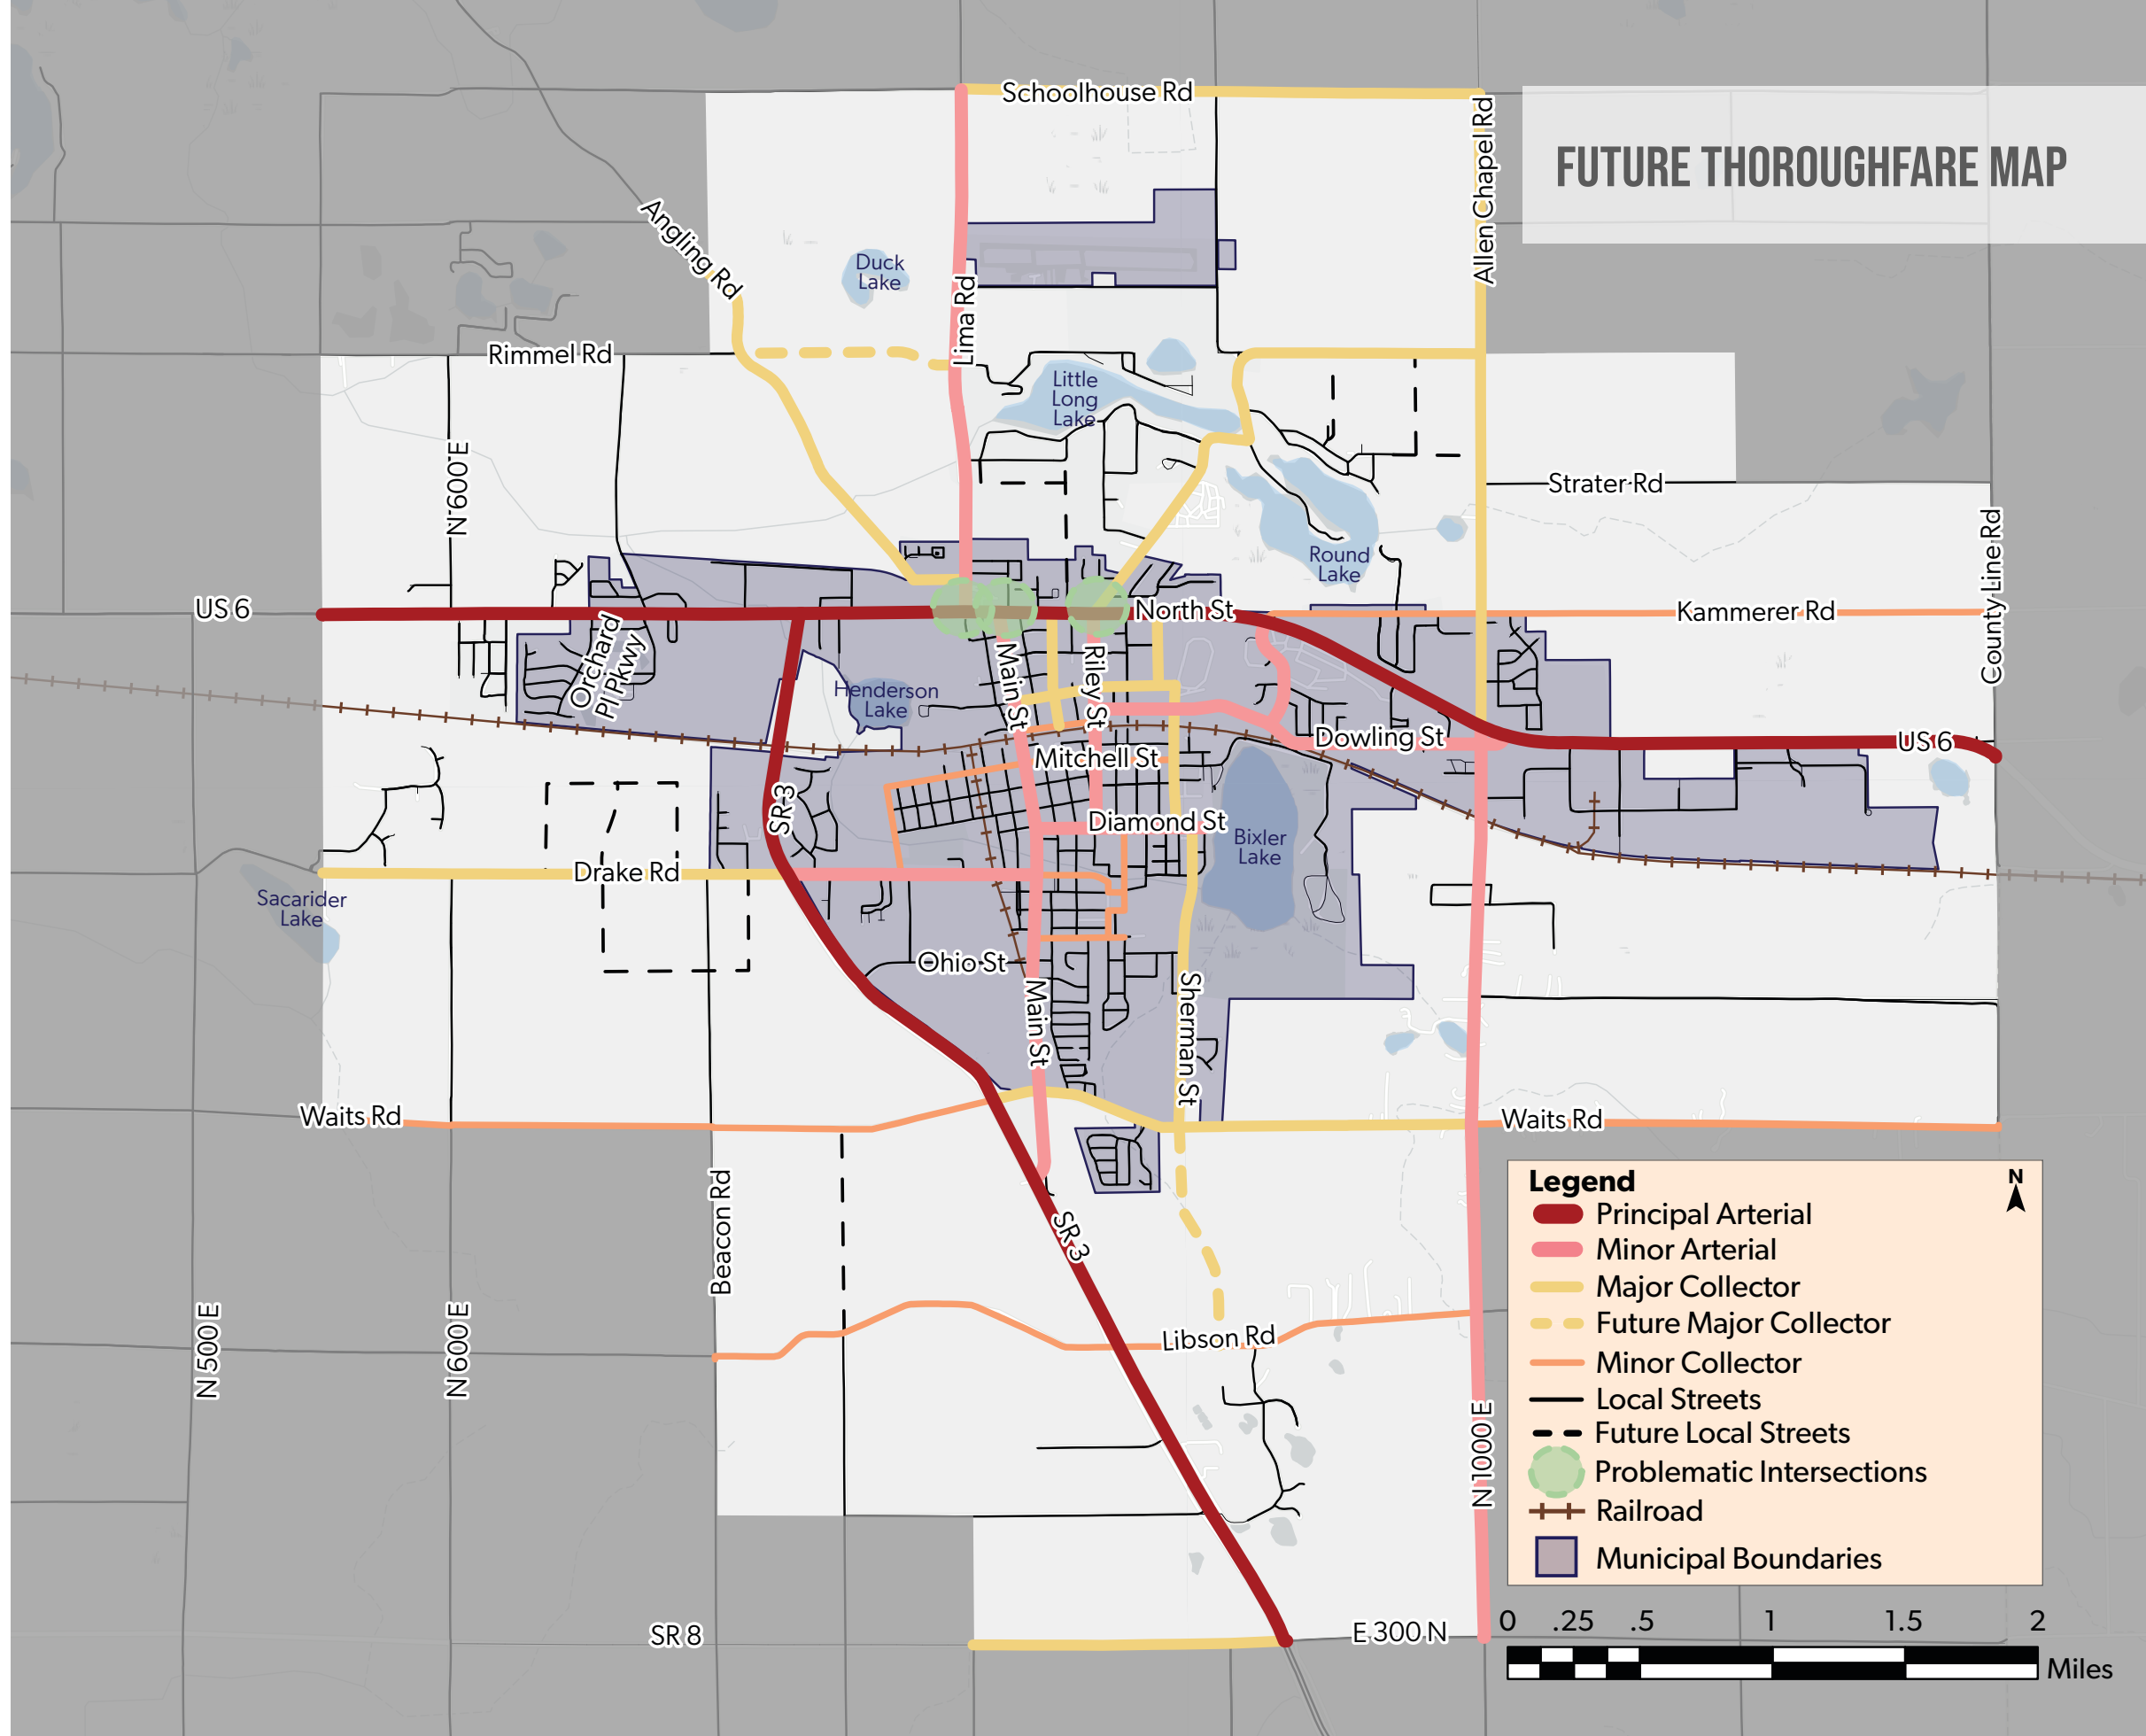 Schoolhouse Rd
FUTURE THOROUGHFARE MAP
Allen Chapel Rd
Angling Rd
Duck
Lake
Lima Rd
Rimmel Rd
Little
Long
Lake
N 600 E
Strater Rd
Round
Lake
County Line Rd
US 6
North St
Kammerer Rd
Orchard
Pl Pkwy
Main St
Riley St
Henderson
Lake
Dowling St
US 6
Mitchell St
SR 3
Diamond St
Bixler
Lake
Drake Rd
Sacarider
Lake
Ohio St
Main St
Sherman St
Waits Rd
Waits Rd
Beacon Rd
SR 3
Libson Rd
N 500 E
N 600 E
N 1000 E
SR 8
E 300 N
Legend
N
Principal Arterial
Minor Arterial
Major Collector
Future Major Collector
Minor Collector
Local Streets
Future Local Streets
Problematic Intersections
Railroad
Municipal Boundaries
0 .25 .5 1 1.5 2
Miles